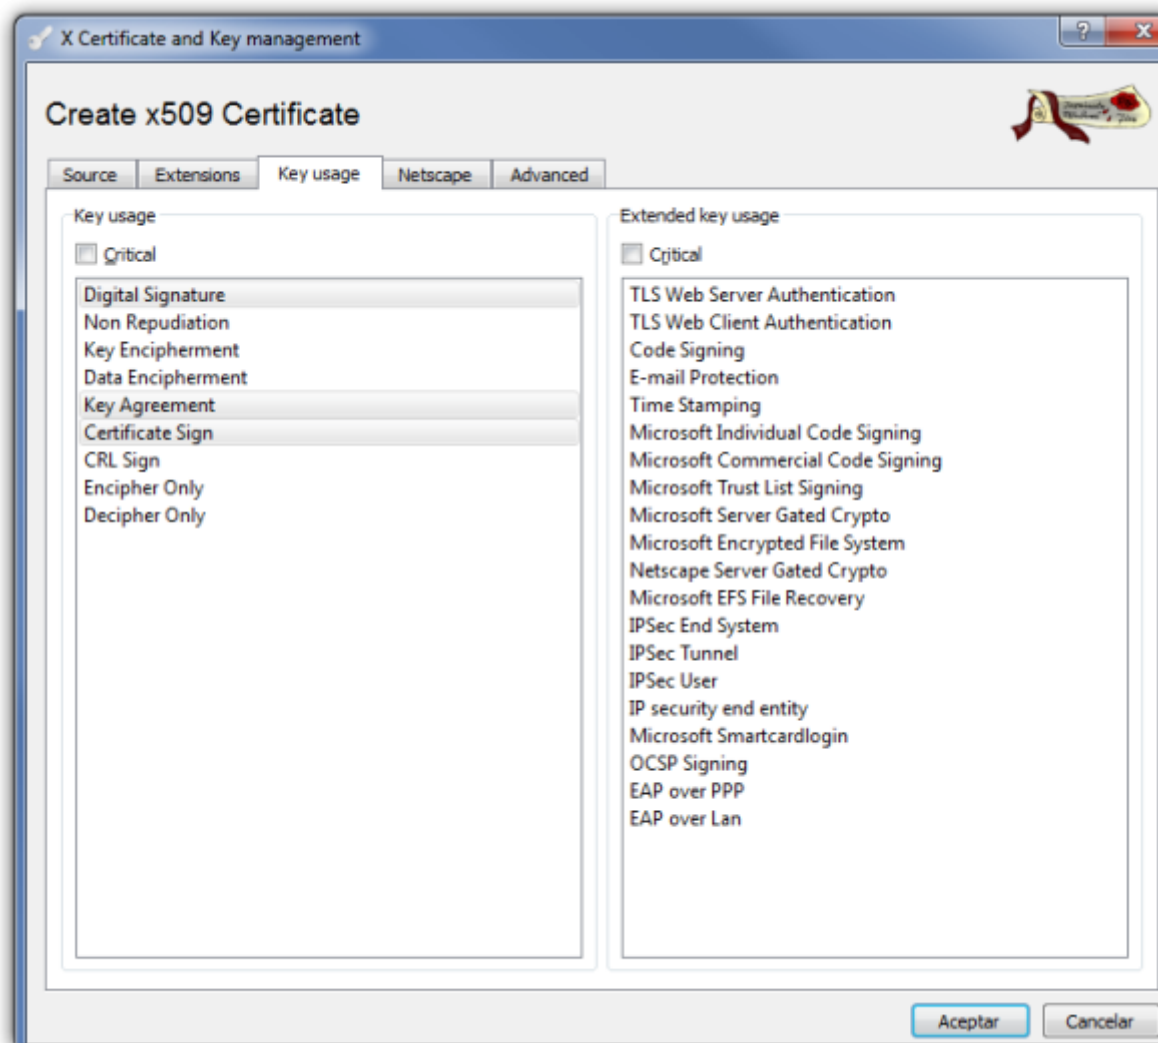 X Certificate and Key management
Create x509 Certificate
Source Extensions Key usage Netscape Advanced
Key usage
Critical
Digital Signature
Non Repudiation
Key Encipherment
Data Encipherment
Key Agreement
Certificate Sign
CRL Sign
Encipher Only
Decipher Only
Extended key usage
Critical
TLS Web Server Authentication
TLS Web Client Authentication
Code Signing
E-mail Protection
Time Stamping
Microsoft Individual Code Signing
Microsoft Commercial Code Signing
Microsoft Trust List Signing
Microsoft Server Gated Crypto
Microsoft Encrypted File System
Netscape Server Gated Crypto
Microsoft EFS File Recovery
IPSec End System
IPSec Tunnel
IPSec User
IP security end entity
Microsoft Smartcardlogin
OCSP Signing
EAP over PPP
EAP over Lan
Aceptar Cancelar